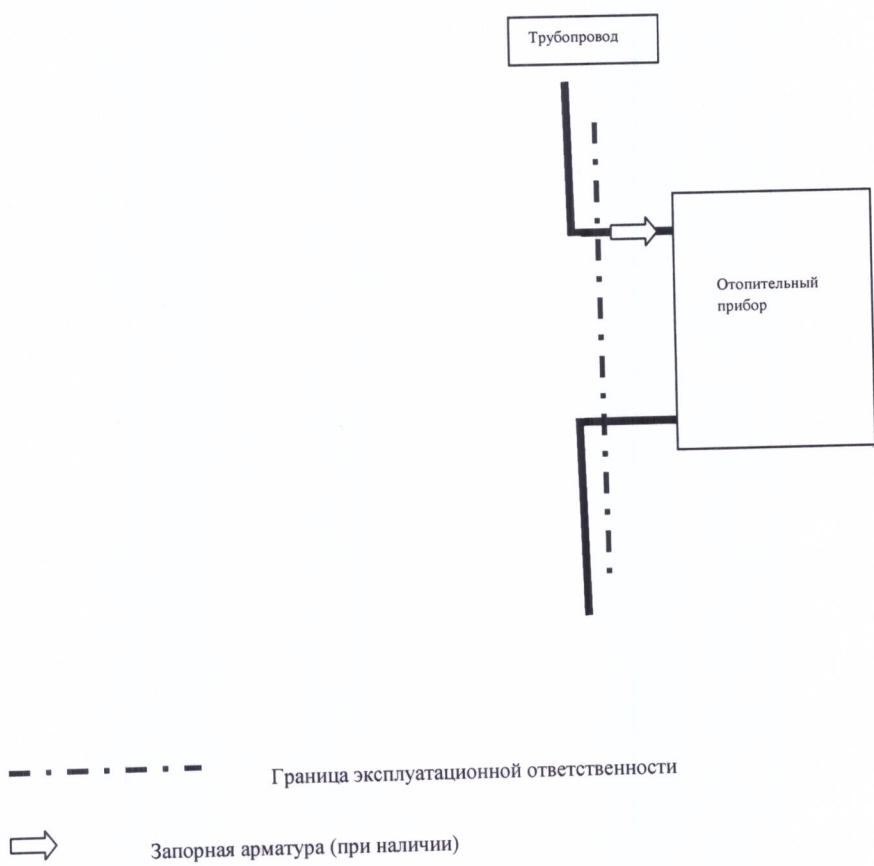 Трубопровод
Отопительный
прибор
Граница эксплуатационной ответственности
Запорная арматура (при наличии)